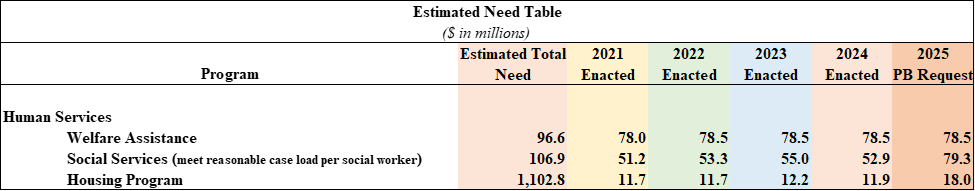 Estimated Need Table
($ in millions)
Estimated Total 2021 2022 2023 2024 2025
Program Need Enacted Enacted Enacted Enacted PB Request
Human Services
Welfare Assistance 96.6 78.0 78.5 78.5 78.5 78.5
Social Services (meet reasonable case load per social worker) 106.9 51.2 53.3 55.0 52.9 79.3
Housing Program 1,102.8 11.7 11.7 12.2 11.9 18.0